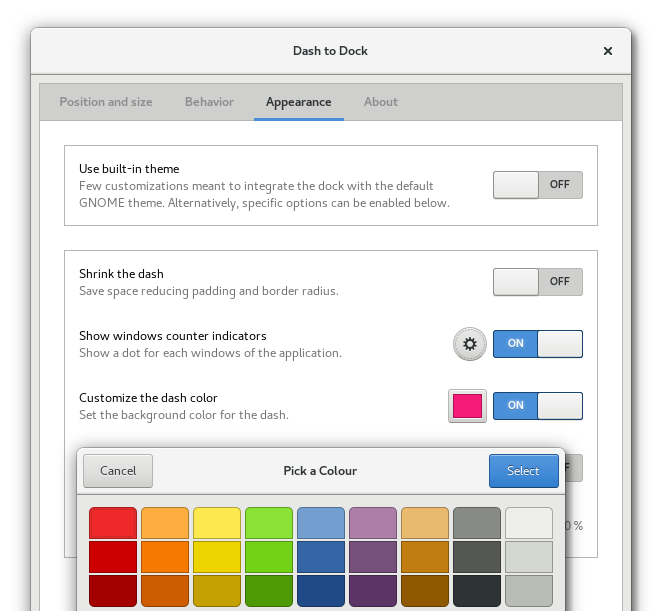 Dash to Dock
Position and size Behavior Appearance About
Use built-in theme
Few customizations meant to integrate the dock with the default
GNOME theme. Alternatively, specific options can be enabled below.
OFF
Shrink the dash
Save space reducing padding and border radius.
OFF
Show windows counter indicators
Show a dot for each windows of the application.
ON
Customize the dash color
Set the background color for the dash.
ON
Cancel Pick a Colour Select
%